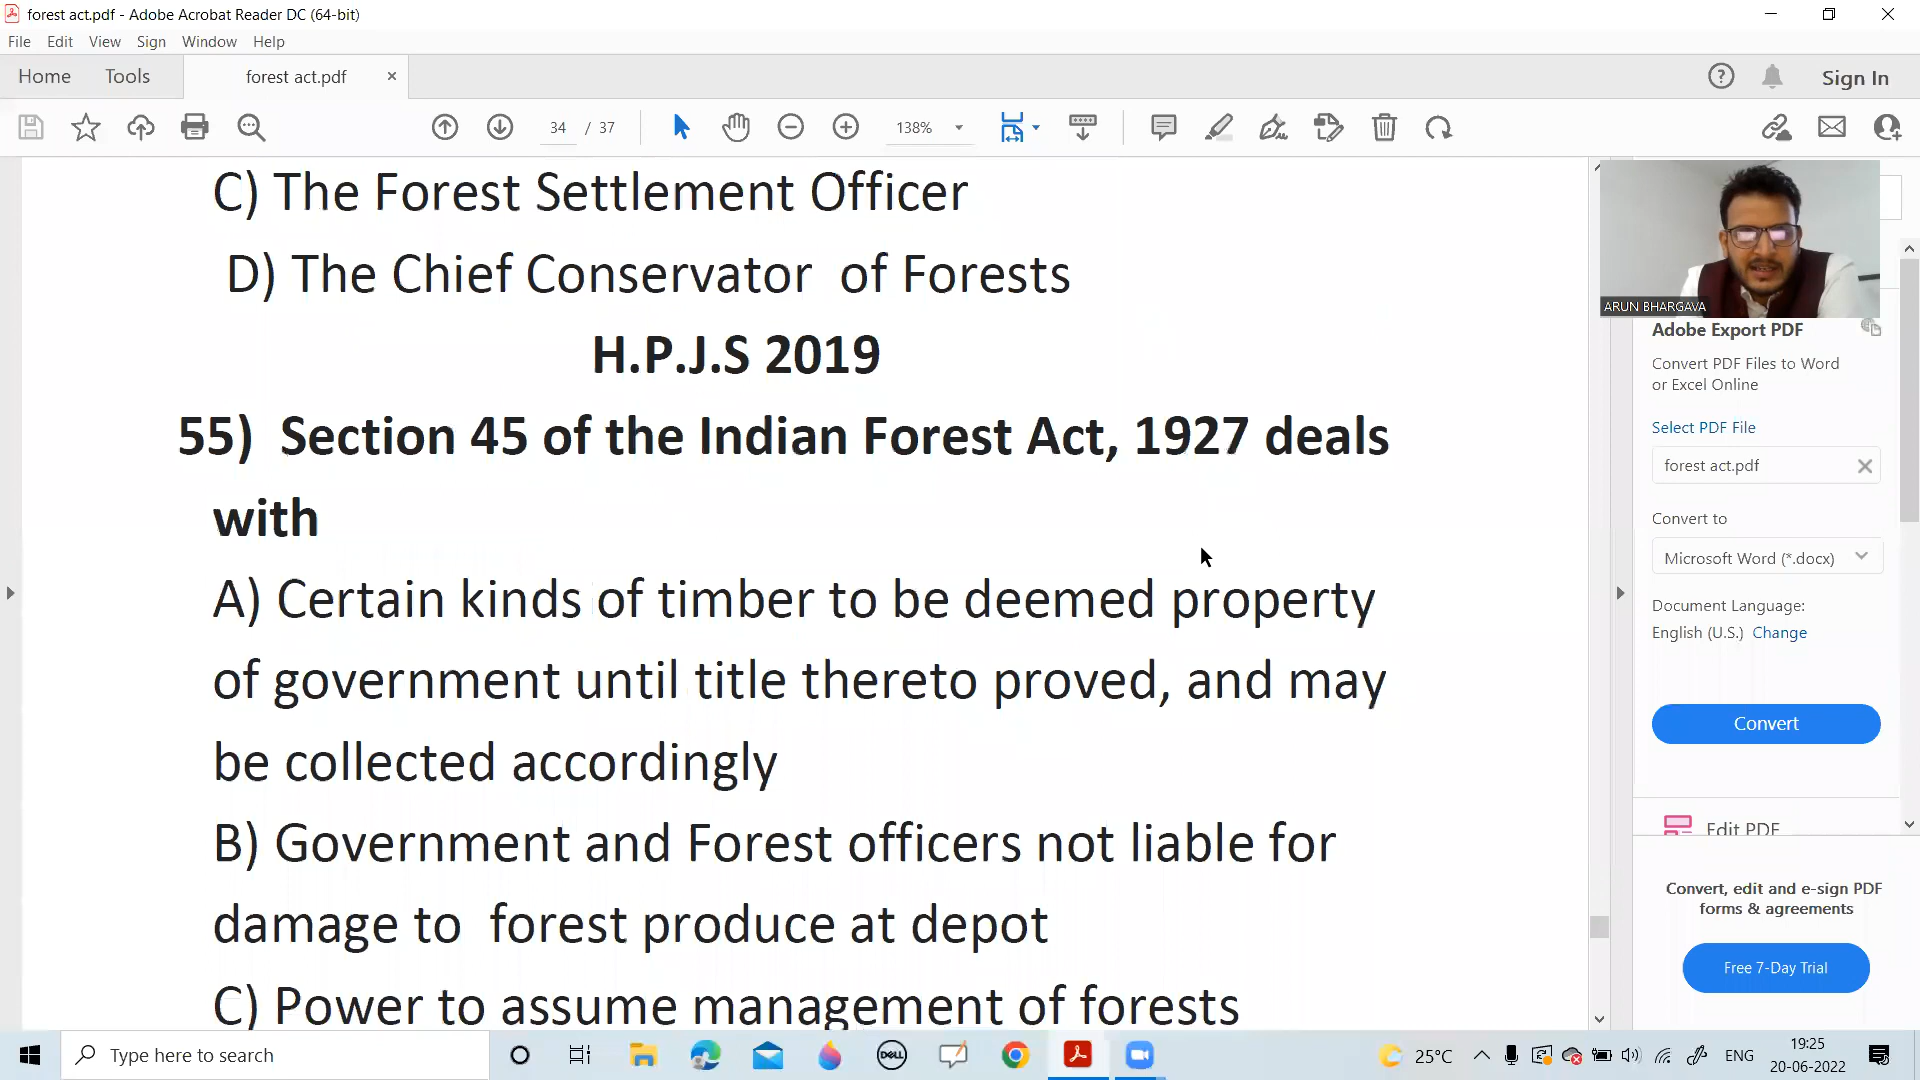 forest act.pdf - Adobe Acrobat Reader DC (64-bit)
File Edit View Sign Window Help
Home Tools forest act.pdf × Sign In
34 / 37 138%
C) The Forest Settlement Officer
D) The Chief Conservator of Forests
H.P.J.S 2019
55) Section 45 of the Indian Forest Act, 1927 deals
with
A) Certain kinds of timber to be deemed property
of government until title thereto proved, and may
be collected accordingly
B) Government and Forest officers not liable for
damage to forest produce at depot
C) Power to assume management of forests
ARUN BHARGAVA
Adobe Export PDF
Convert PDF Files to Word
or Excel Online
Select PDF File
forest act.pdf
Convert to
Microsoft Word (*.docx)
Document Language:
English (U.S.) Change
Convert
Edit PDF
Convert, edit and e-sign PDF
forms & agreements
Free 7-Day Trial
Type here to search
DELL
25°C
ENG
19:25
20-06-2022